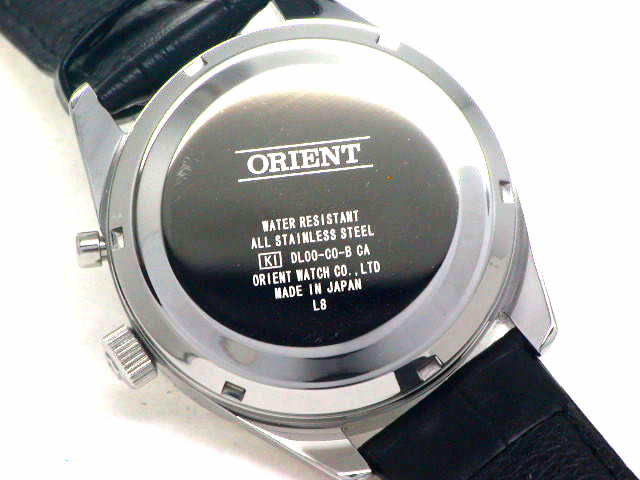 ORIENT
WATER RESISTANT
ALL STAINLESS STEEL
KI DL00-C0-B CA
ORIENT WATCH CO.,LTD
MADE IN JAPAN
L8